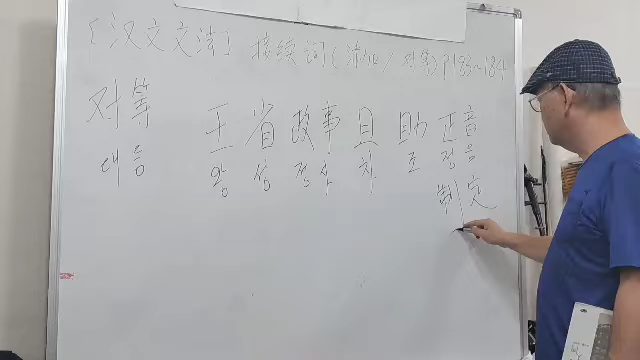 [汉文文法] 接续词(添加/对等) P183~184
对等 王省政事且助正音
대등 왕 성 정사 차 조 정음
制定